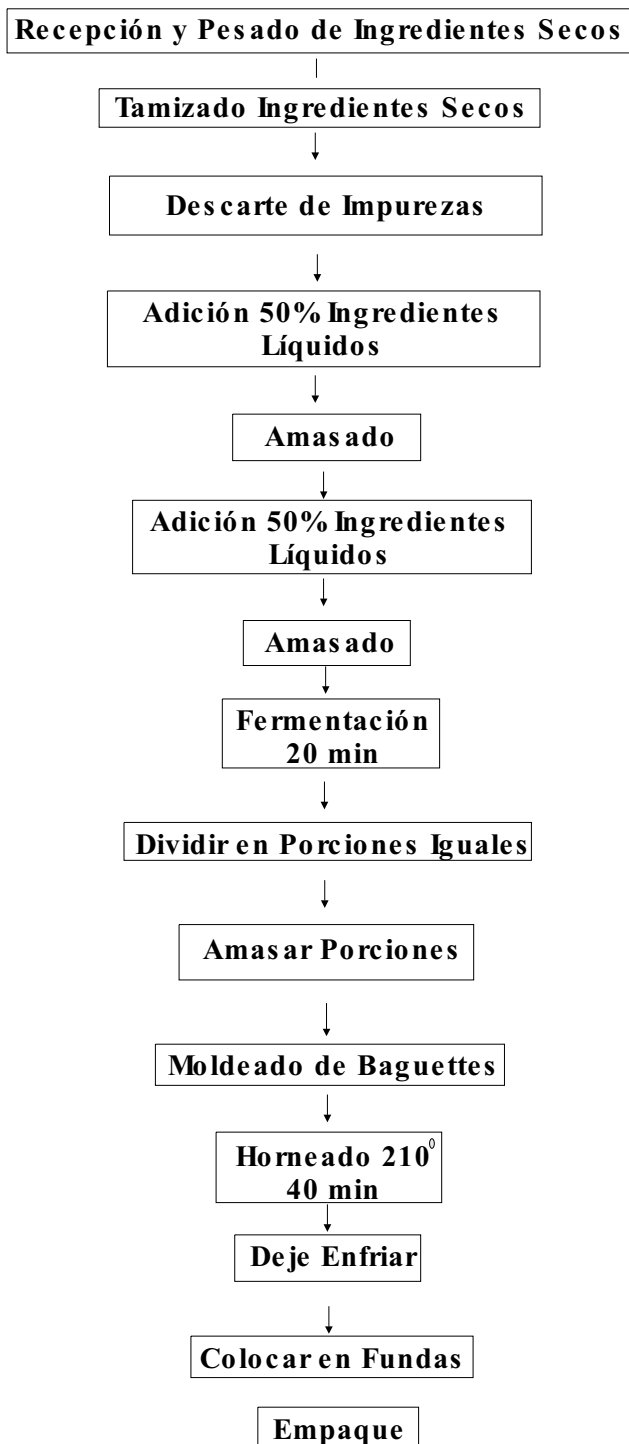 Recepción y Pesado de Ingredientes Secos
Tamizado Ingredientes Secos
Descarte de Impurezas
Adición 50% Ingredientes
Líquidos
Amasado
Adición 50% Ingredientes
Líquidos
Amasado
Fermentación
20 min
Dividir en Porciones Iguales
Amasar Porciones
Moldeado de Baguettes
Horneado 210⁰
40 min
Deje Enfriar
Colocar en Fundas
Empaque